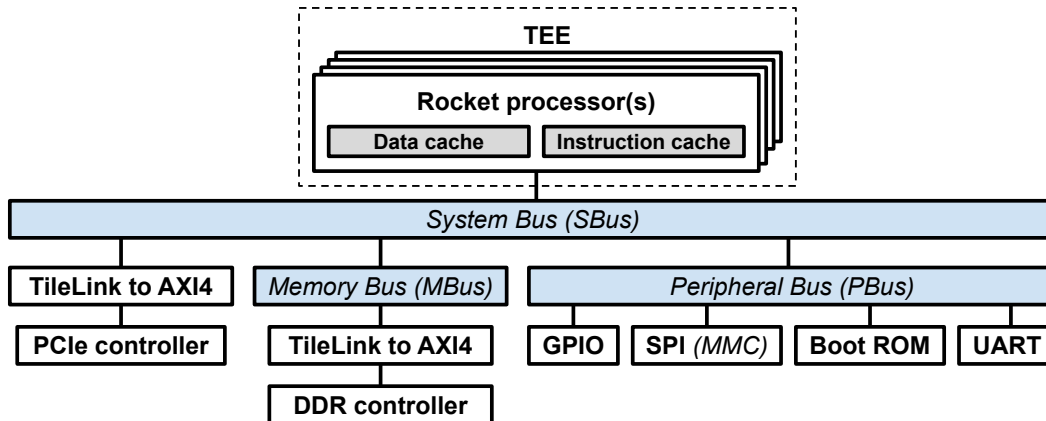 TEE
Rocket processor(s)
Data cache
Instruction cache
System Bus (SBus)
TileLink to AXI4
Memory Bus (MBus)
Peripheral Bus (PBus)
PCIe controller
TileLink to AXI4
GPIO
SPI (MMC)
Boot ROM
UART
DDR controller